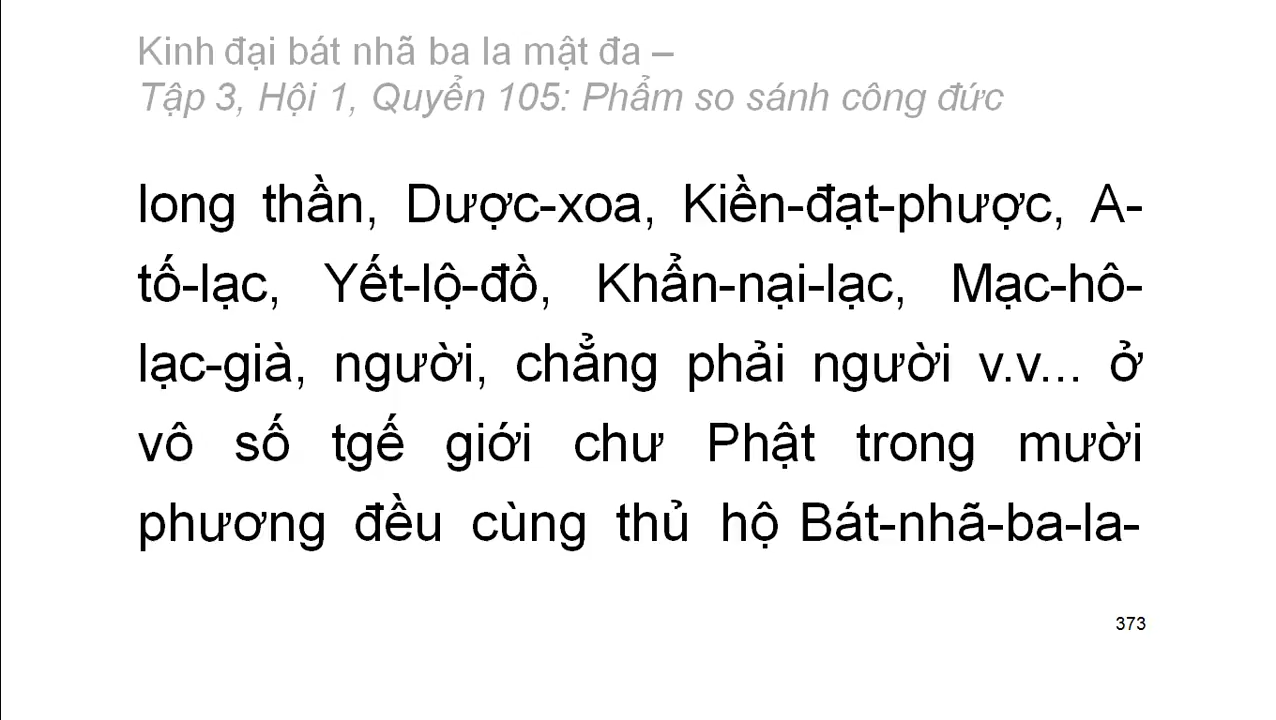 Kinh đại bát nhã ba la mật đa –
Tập 3, Hội 1, Quyển 105: Phẩm so sánh công đức
long thần, Dược-xoa, Kiền-đạt-phược, A-
tố-lạc, Yết-lộ-đồ, Khẩn-nại-lạc, Mạc-hô-
lạc-già, người, chẳng phải người v.v... ở
vô số tgế giới chư Phật trong mười
phương đều cùng thủ hộ Bát-nhã-ba-la-
373